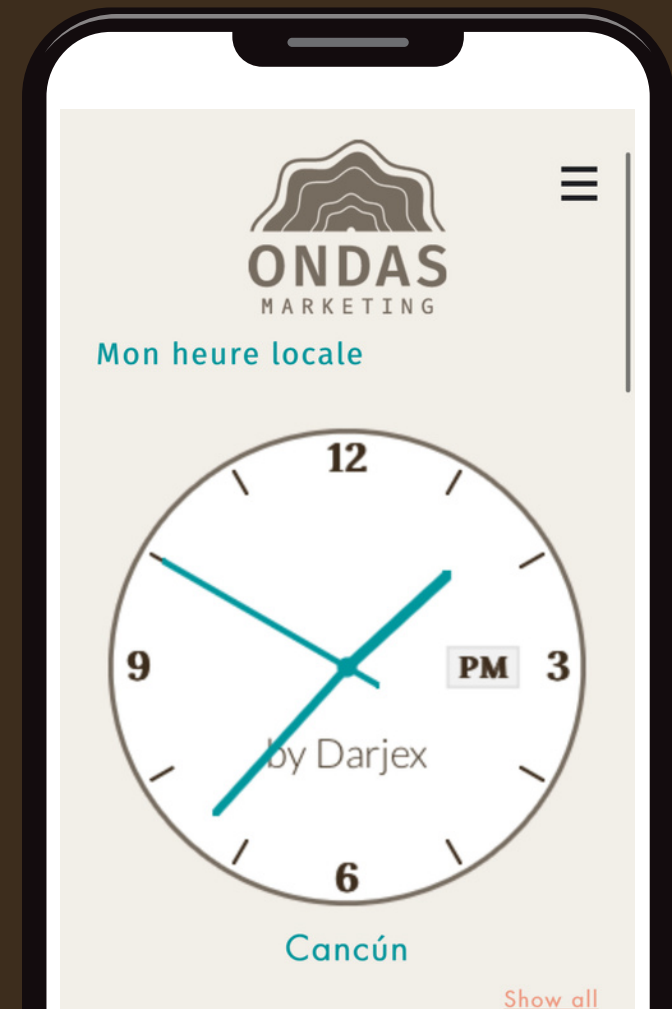 ONDAS
MARKETING
Mon heure locale
12
9
PM 3
by Darjex
6
Cancún
Show all